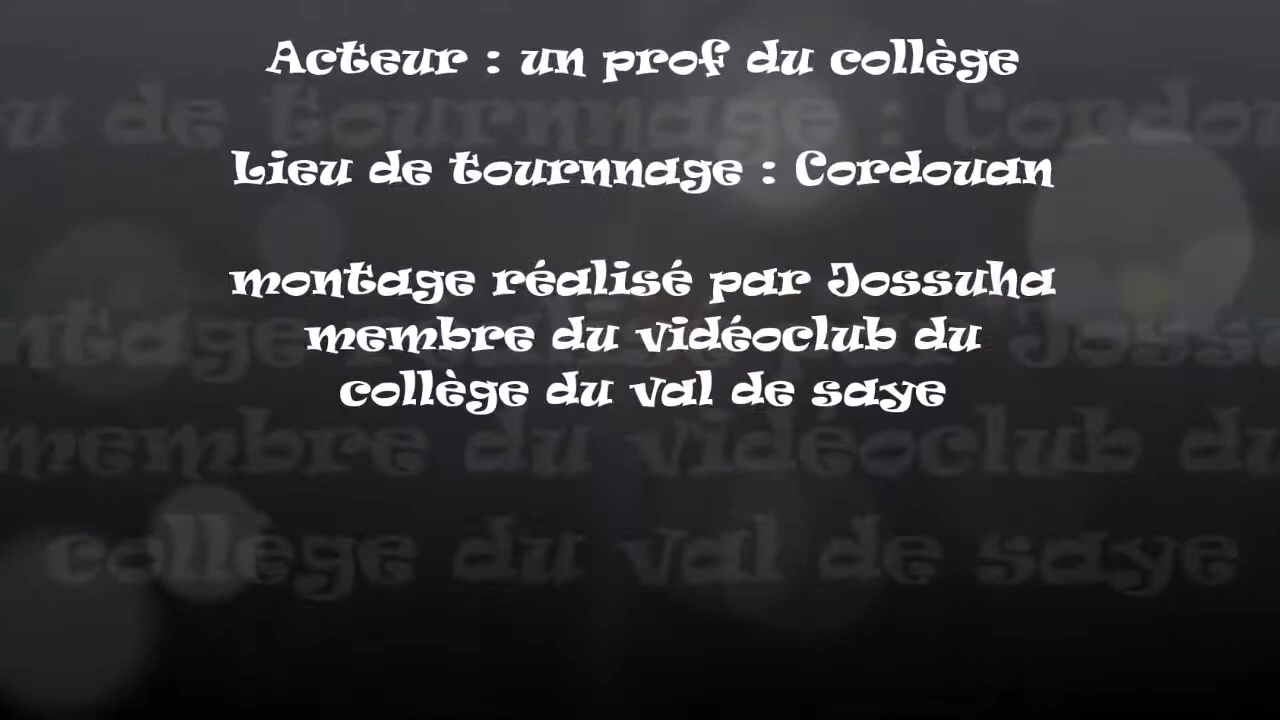 Acteur : un prof du collège
Lieu de tournnage : Cordouan
montage réalisé par Jossuha
membre du vidéoclub du
collège du val de saye